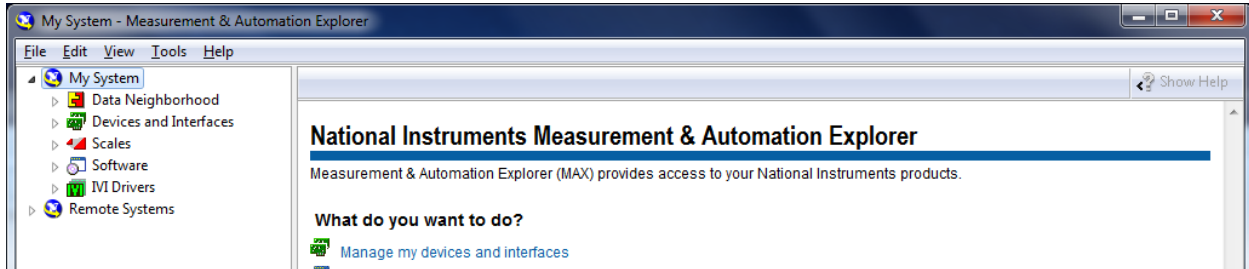 My System - Measurement & Automation Explorer
File Edit View Tools Help
My System
Data Neighborhood
Devices and Interfaces
Scales
Software
IVI Drivers
Remote Systems
Show Help
National Instruments Measurement & Automation Explorer
Measurement & Automation Explorer (MAX) provides access to your National Instruments products.
What do you want to do?
Manage my devices and interfaces